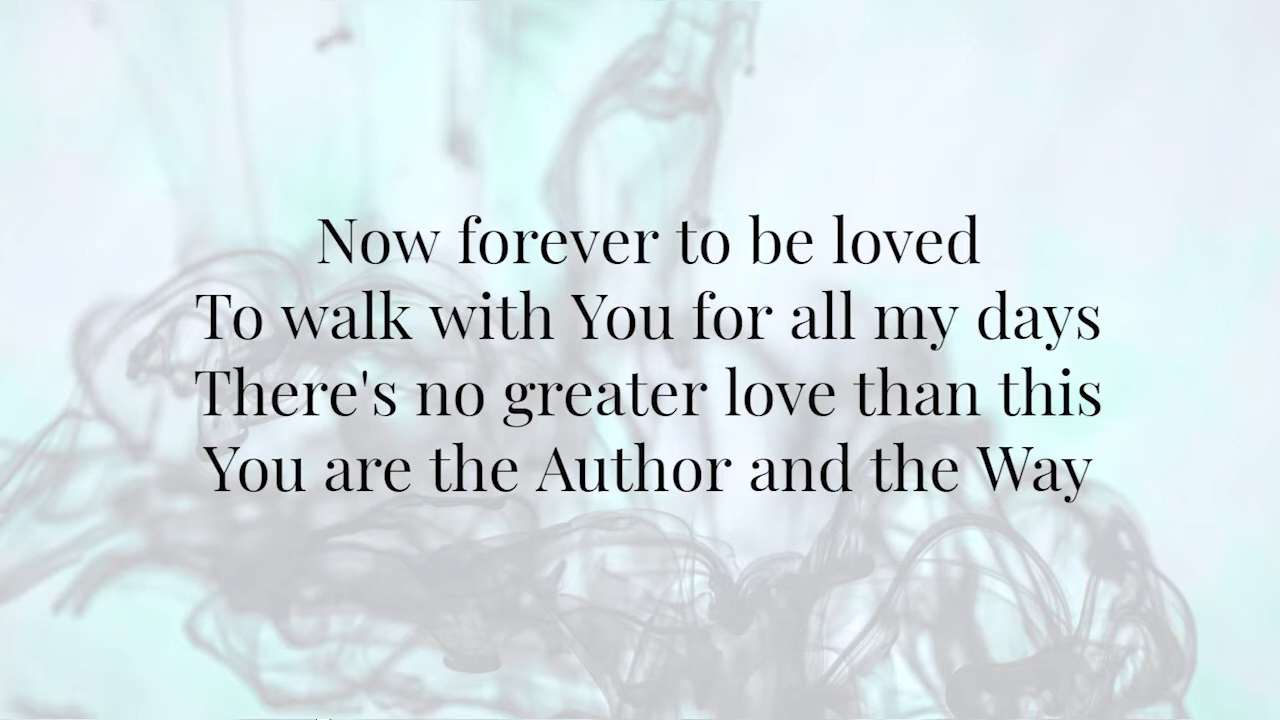 Now forever to be loved
To walk with You for all my days
There's no greater love than this
You are the Author and the Way